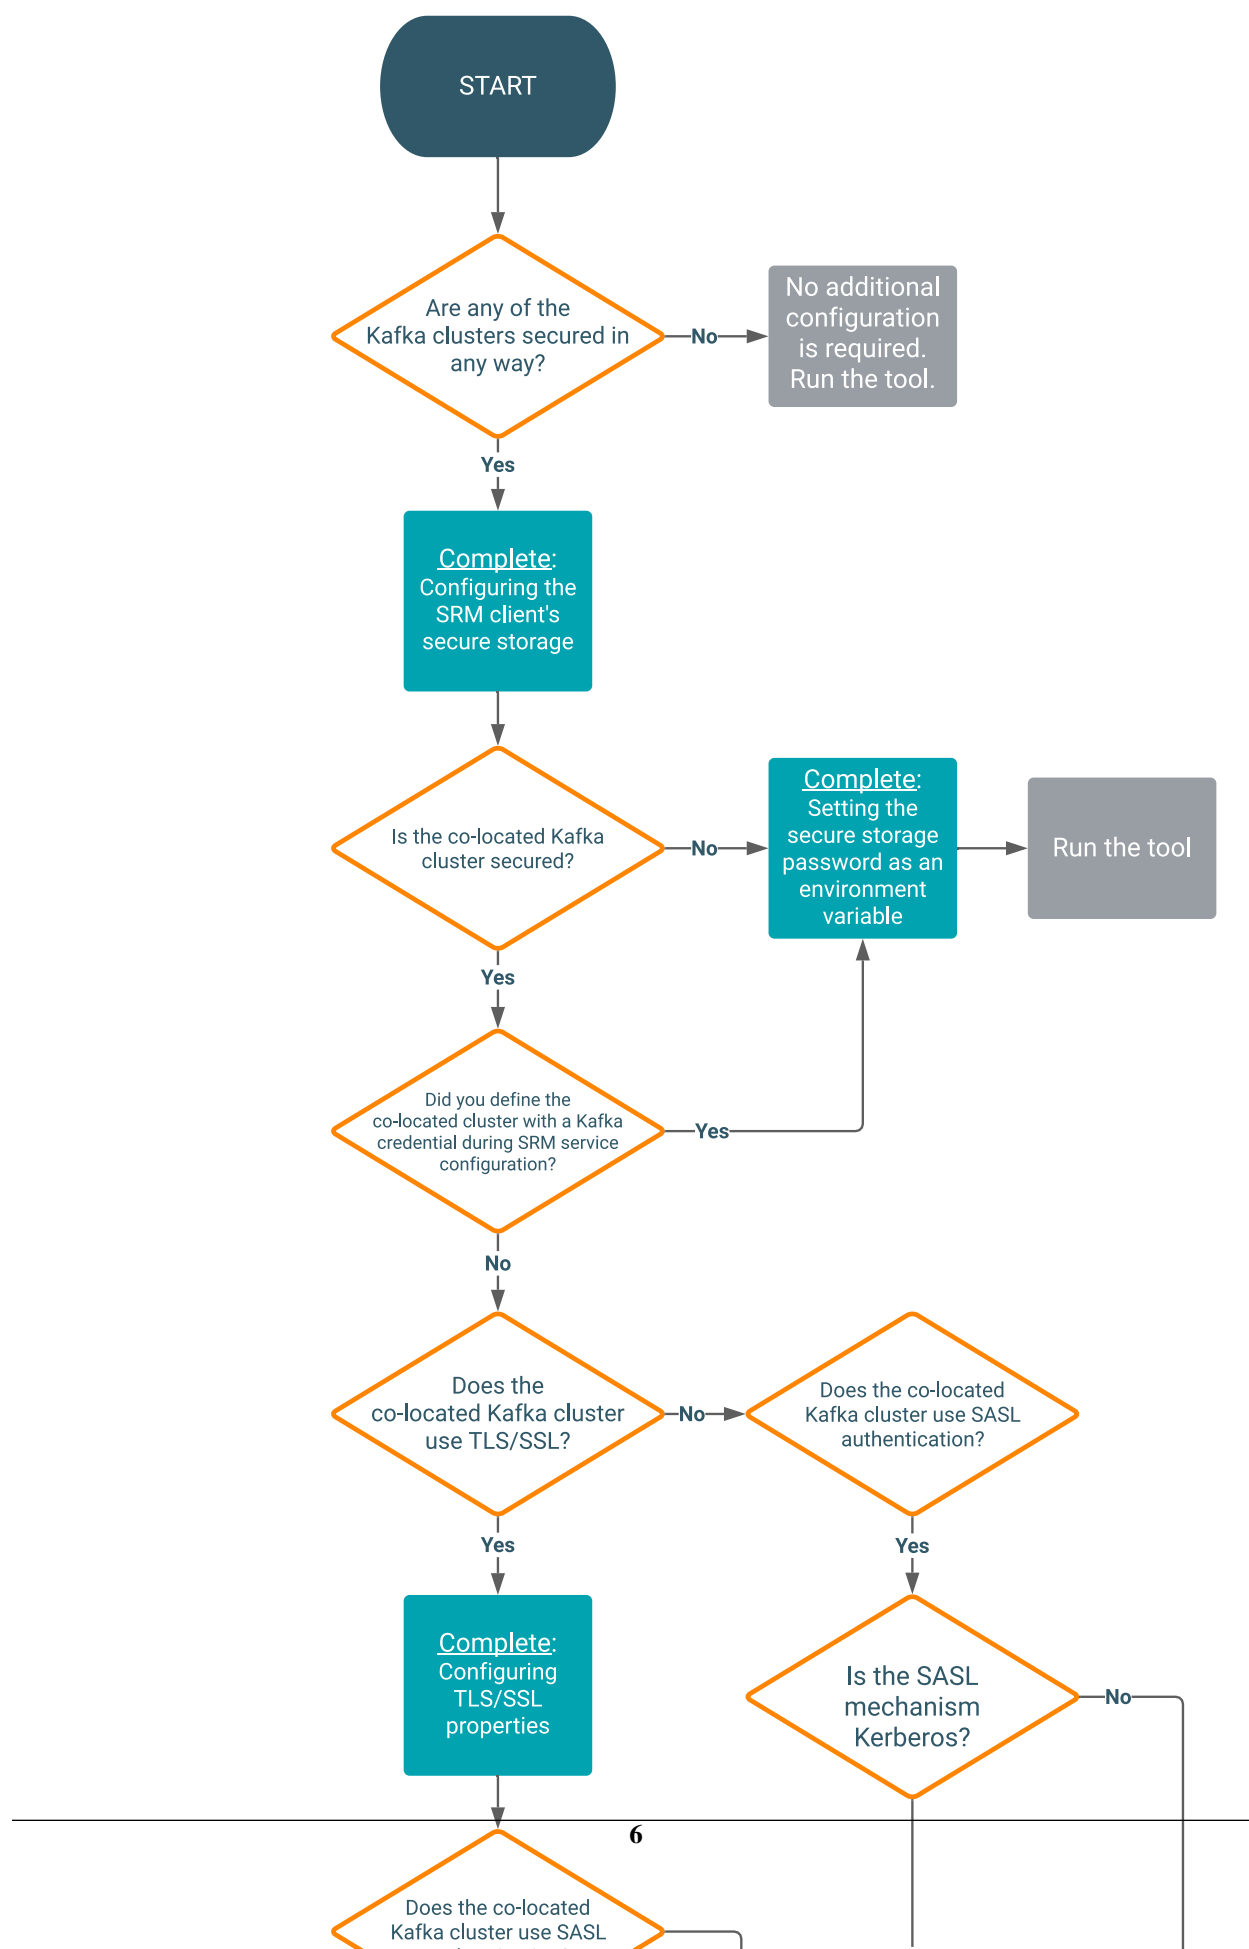 START
Are any of the
Kafka clusters secured in
any way?
No
No additional
configuration
is required.
Run the tool.
Yes
Complete:
Configuring the
SRM client's
secure storage
Is the co-located Kafka
cluster secured?
No
Complete:
Setting the
secure storage
password as an
environment
variable
Run the tool
Yes
Did you define the
co-located cluster with a Kafka
credential during SRM service
configuration?
Yes
No
Does the
co-located Kafka cluster
use TLS/SSL?
No
Does the co-located
Kafka cluster use SASL
authentication?
Yes
Yes
Complete:
Configuring
TLS/SSL
properties
Is the SASL
mechanism
Kerberos?
No
6
Does the co-located
Kafka cluster use SASL